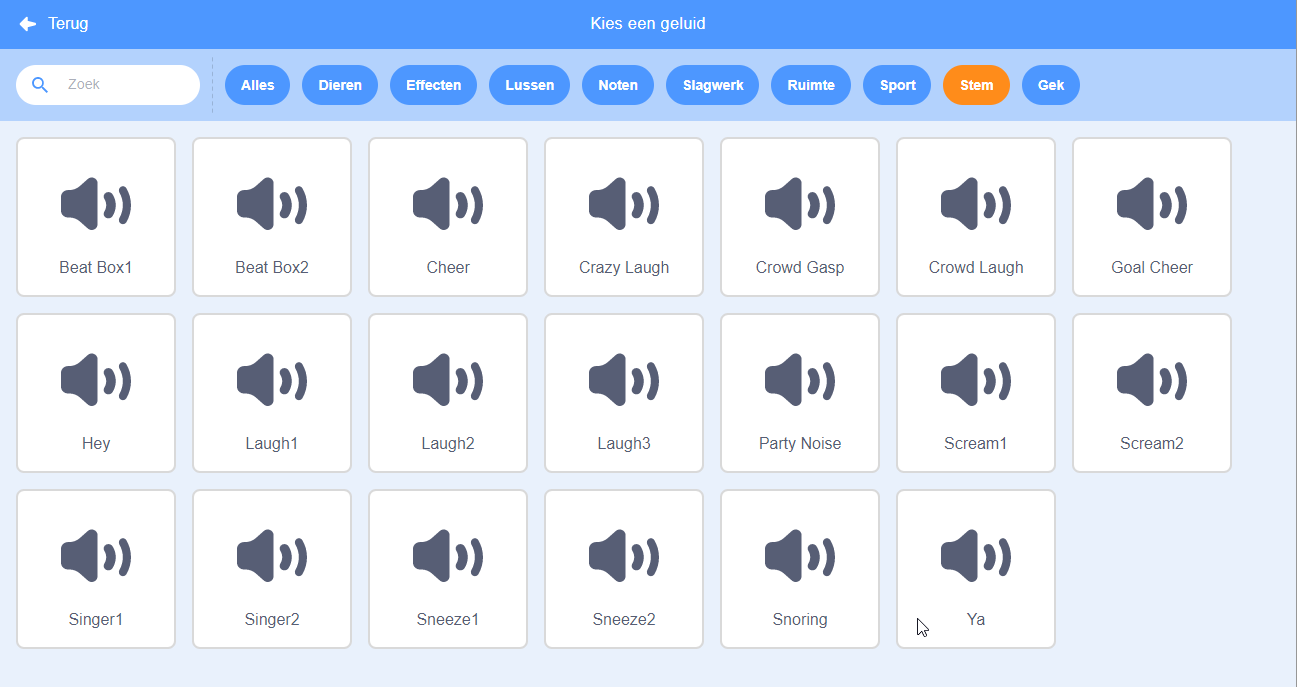 Terug
Kies een geluid
Zoek
Alles
Dieren
Effecten
Lussen
Noten
Slagwerk
Ruimte
Sport
Stem
Gek
Beat Box1
Beat Box2
Cheer
Crazy Laugh
Crowd Gasp
Crowd Laugh
Goal Cheer
Hey
Laugh1
Laugh2
Laugh3
Party Noise
Scream1
Scream2
Singer1
Singer2
Sneeze1
Sneeze2
Snoring
Ya